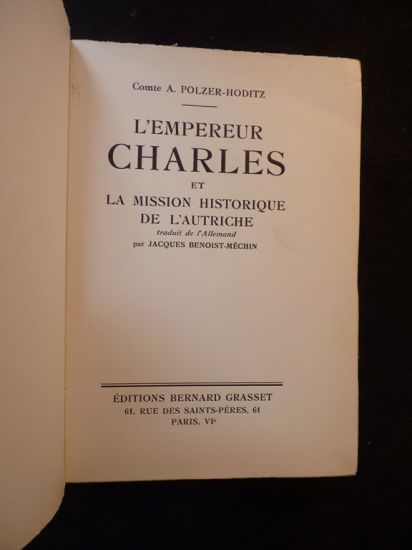 Comte A. POLZER-HODITZ
L'EMPEREUR
CHARLES
ET
LA MISSION HISTORIQUE
DE L'AUTRICHE
traduit de l'Allemand
par JACQUES BENOIST-MÉCHIN
ÉDITIONS BERNARD GRASSET
61, RUE DES SAINTS-PÈRES, 61
PARIS, VIᵉ